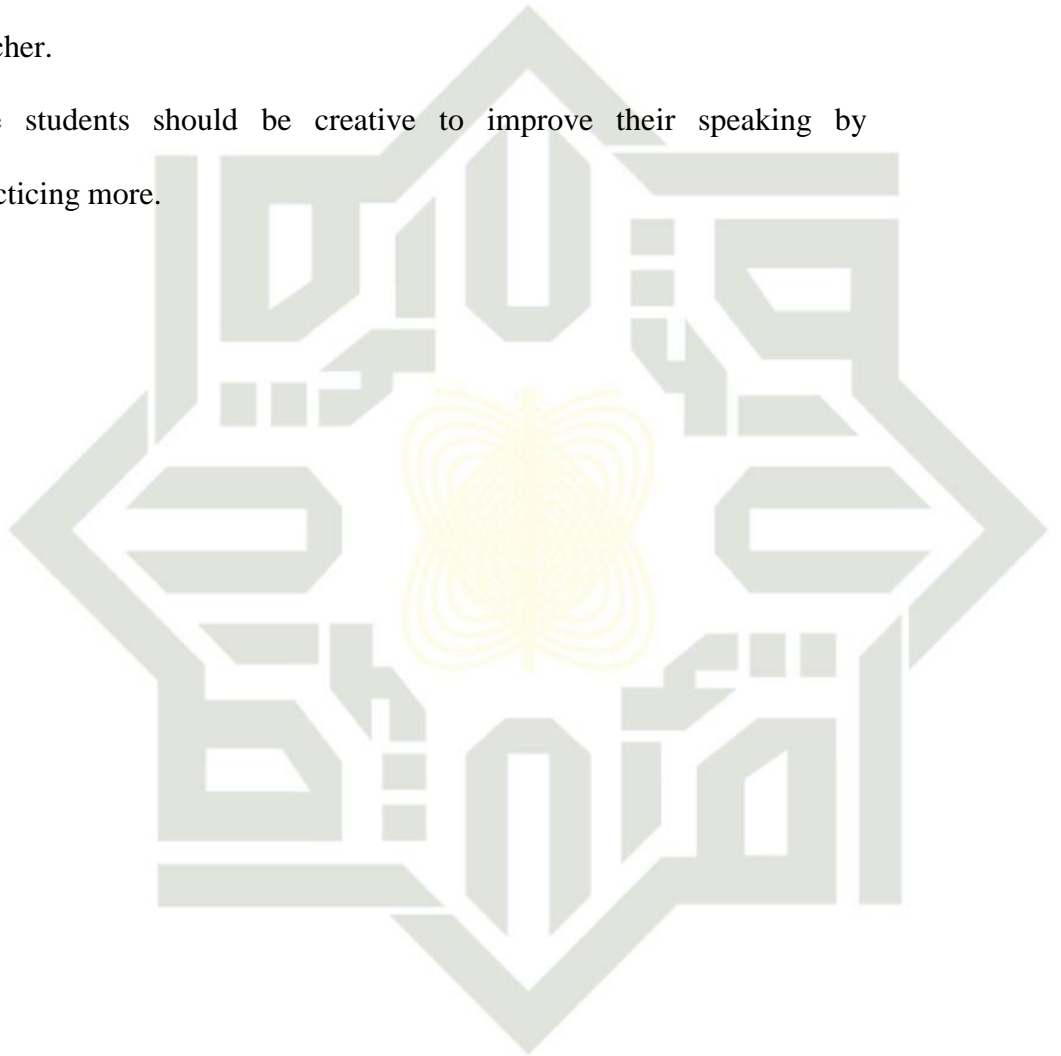 cher.
e students should be creative to improve their speaking by
cticing more.